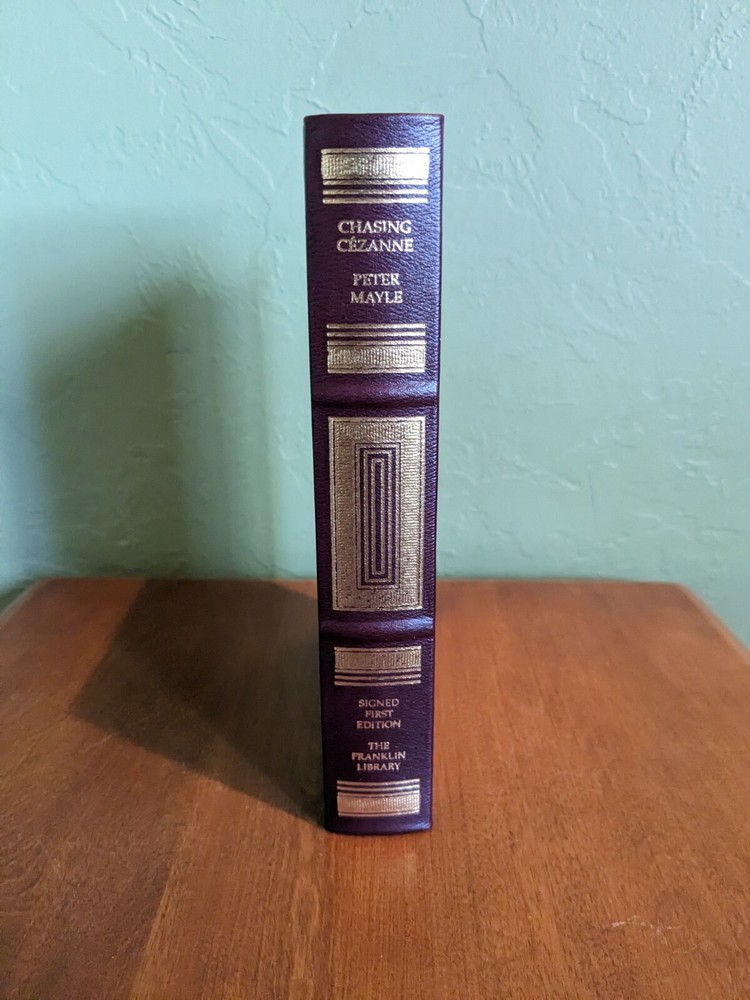 CHASING
CÉZANNE
PETER
MAYLE
SIGNED
FIRST
EDITION
THE
FRANKLIN
LIBRARY